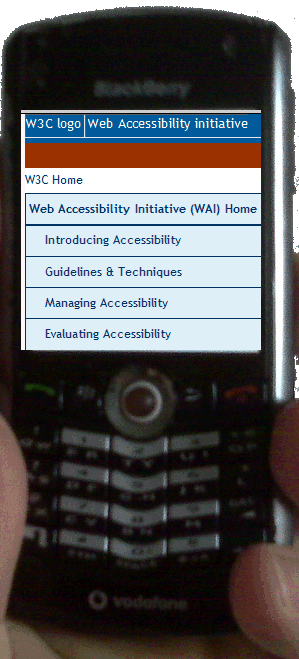 BlackBerry
W3C logo Web Accessibility initiative
W3C Home
Web Accessibility Initiative (WAI) Home
Introducing Accessibility
Guidelines & Techniques
Managing Accessibility
Evaluating Accessibility
vodafone